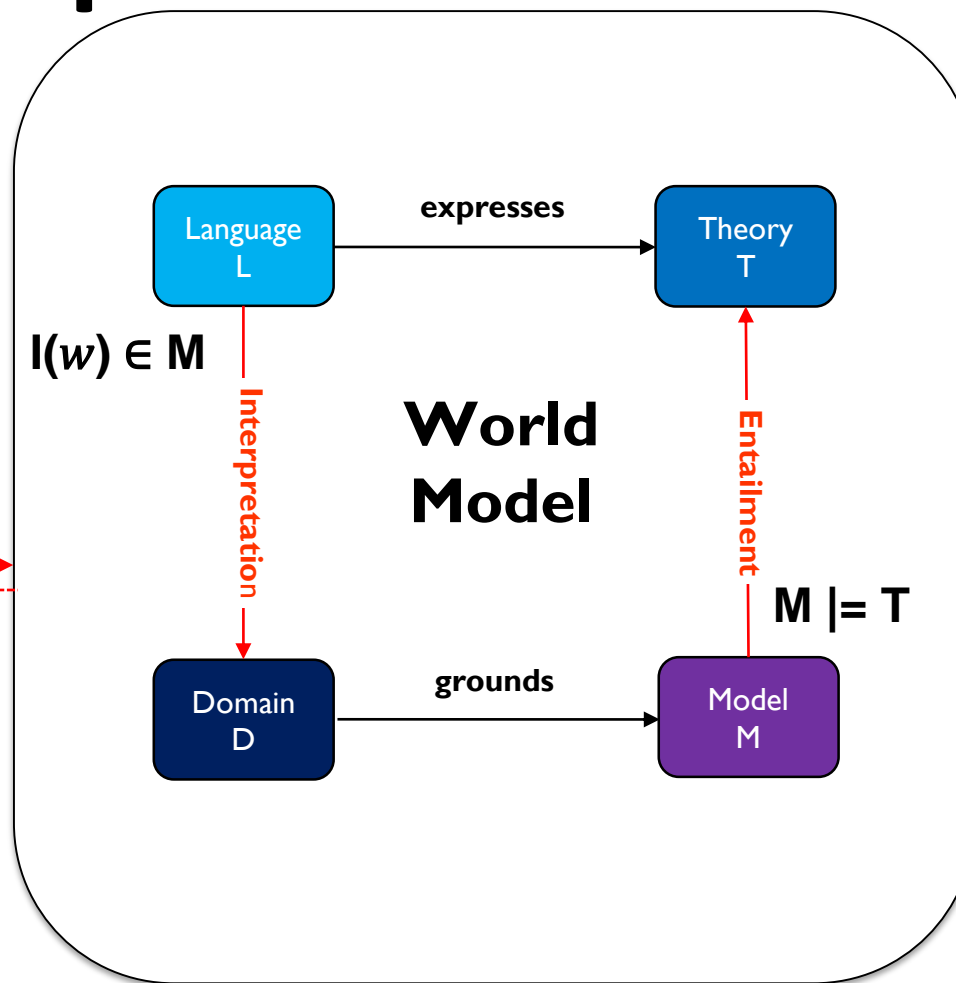 expresses
Language
L
Theory
T
I(w) ∈ M
Interpretation
World
Model
Entailment
M |= T
grounds
Domain
D
Model
M